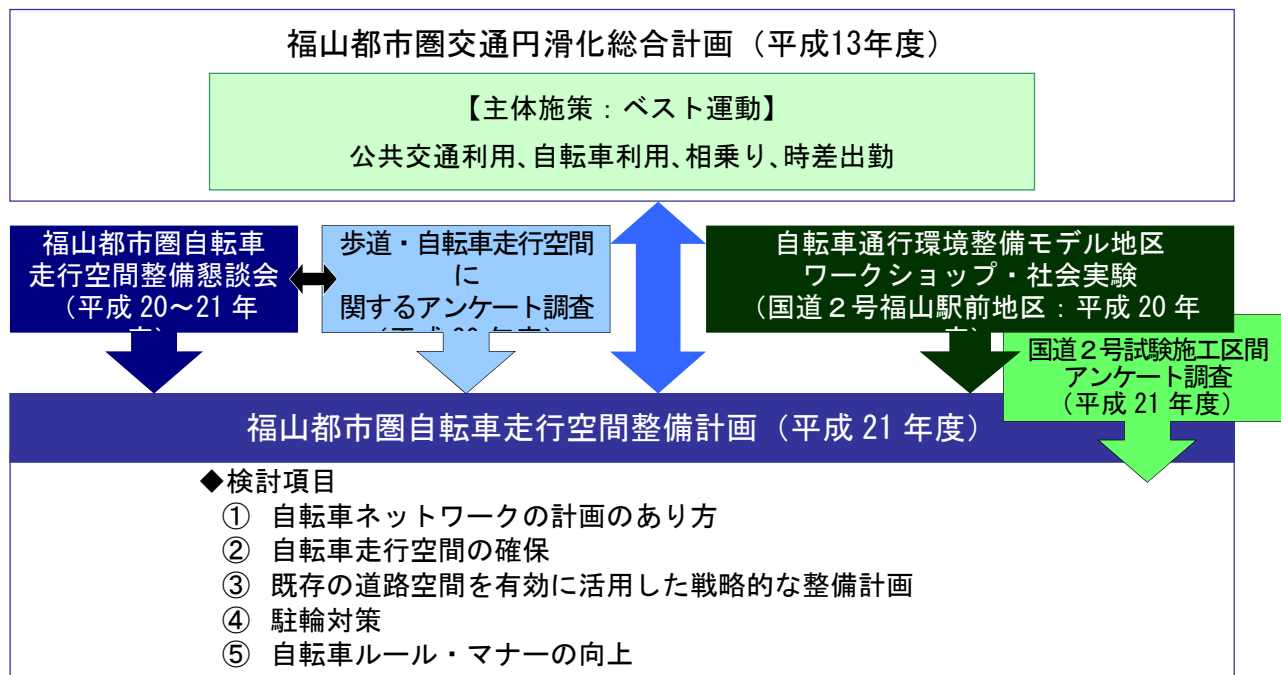 福山都市圏交通円滑化総合計画（平成13年度）
【主体施策：ベスト運動】
公共交通利用、自転車利用、相乗り、時差出勤
福山都市圏自転車
走行空間整備懇談会
（平成 20～21 年
度）
歩道・自転車走行空間
に
関するアンケート調査
自転車通行環境整備モデル地区
ワークショップ・社会実験
（国道２号福山駅前地区：平成 20 年
度）
国道２号試験施工区間
アンケート調査
（平成 21 年度）
福山都市圏自転車走行空間整備計画（平成 21 年度）
◆検討項目
① 自転車ネットワークの計画のあり方
② 自転車走行空間の確保
③ 既存の道路空間を有効に活用した戦略的な整備計画
④ 駐輪対策
⑤ 自転車ルール・マナーの向上